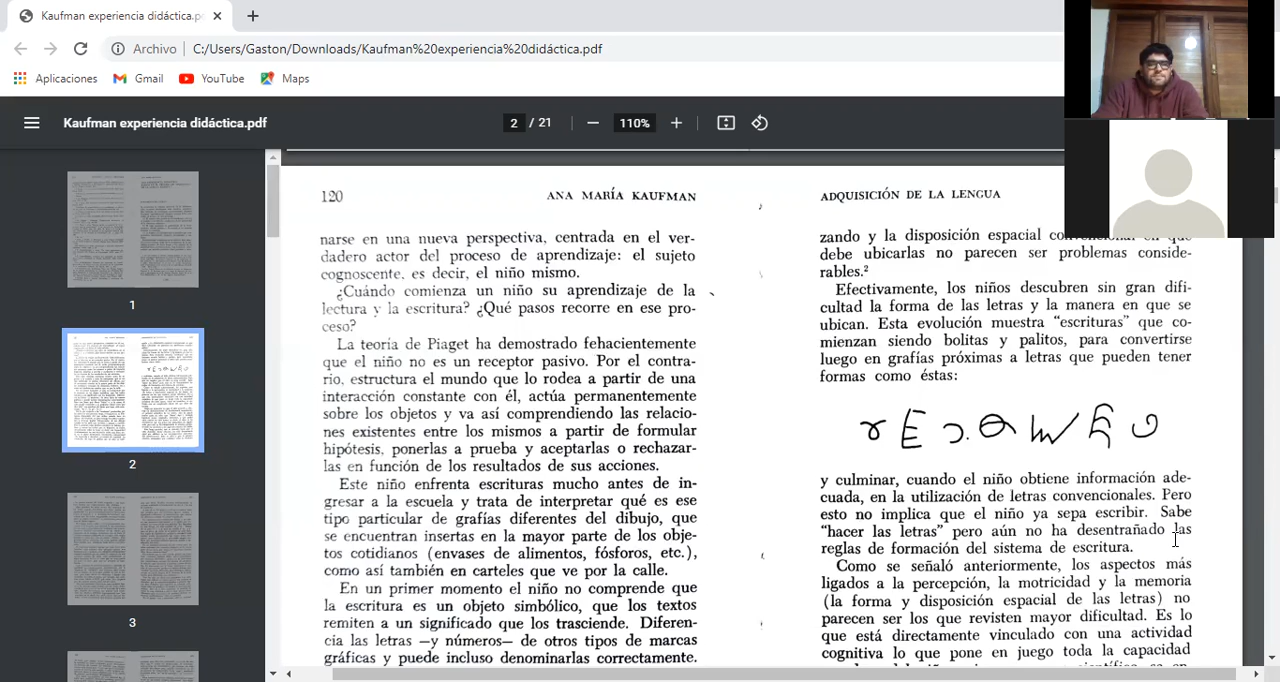 Kaufman experiencia didáctica.p
Archivo
C:/Users/Gaston/Downloads/Kaufman%20experiencia%20didáctica.pdf
Aplicaciones
Gmail
YouTube
Maps
Kaufman experiencia didáctica.pdf
2 / 21
110%
1
2
3
120
ANA MARÍA KAUFMAN
narse en una nueva perspectiva, centrada en el ver-
dadero actor del proceso de aprendizaje: el sujeto
cognoscente, es decir, el niño mismo.
¿Cuándo comienza un niño su aprendizaje de la
lectura y la escritura? ¿Qué pasos recorre en ese pro-
ceso?
La teoría de Piaget ha demostrado fehacientemente
que el niño no es un receptor pasivo. Por el contra-
rio, estructura el mundo que lo rodea a partir de una
interacción constante con él, actúa permanentemente
sobre los objetos y va así comprendiendo las relacio-
nes existentes entre los mismos a partir de formular
hipótesis, ponerlas a prueba y aceptarlas o rechazar-
las en función de los resultados de sus acciones.
Este niño enfrenta escrituras mucho antes de in-
gresar a la escuela y trata de interpretar qué es ese
tipo particular de grafías diferentes del dibujo, que
se encuentran insertas en la mayor parte de los obje-
tos cotidianos (envases de alimentos, fósforos, etc.),
como así también en carteles que ve por la calle.
En un primer momento el niño no comprende que
la escritura es un objeto simbólico, que los textos
remiten a un significado que los trasciende. Diferen-
cia las letras —y números— de otros tipos de marcas
gráficas y puede incluso denominarlas correctamente.
ADQUISICIÓN DE LA LENGUA
zando y la disposición espacial que
debe ubicarlas no parecen ser problemas conside-
rables.²
Efectivamente, los niños descubren sin gran difi-
cultad la forma de las letras y la manera en que se
ubican. Esta evolución muestra "escrituras" que co-
mienzan siendo bolitas y palitos, para convertirse
luego en grafías próximas a letras que pueden tener
formas como éstas:
y culminar, cuando el niño obtiene información ade-
cuada, en la utilización de letras convencionales. Pero
esto no implica que el niño ya sepa escribir. Sabe
"hacer las letras" pero aún no ha desentrañado las
reglas de formación del sistema de escritura.
Como se señaló anteriormente, los aspectos más
ligados a la percepción, la motricidad y la memoria
(la forma y disposición espacial de las letras) no
parecen ser los que revisten mayor dificultad. Es lo
que está directamente vinculado con una actividad
cognitiva lo que pone en juego toda la capacidad